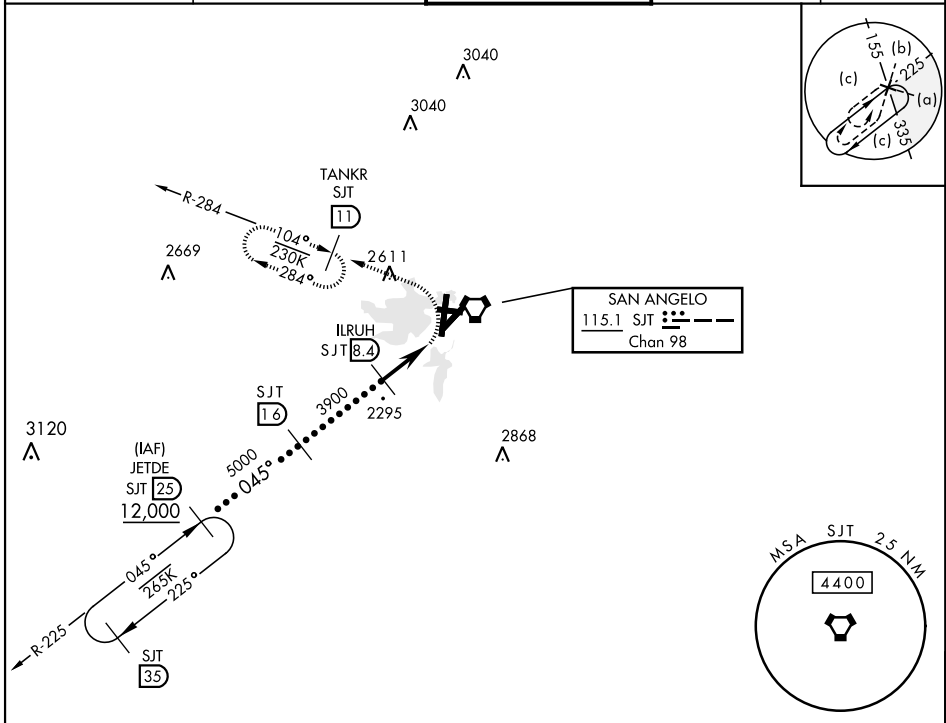 3040
3040
TANKR
SJT
11
R-284
104°
230K
284°
2669
2611
SAN ANGELO
115.1 SJT
Chan 98
ILRUH
SJT 8.4
3900
2295
SJT
16
5000
045°
3120
2868
(IAF)
JETDE
SJT 25
12,000
045°
265K
225°
R-225
SJT
35
155
(b)
225
(c)
(a)
(c)
335
MSA SJT 25 NM
4400